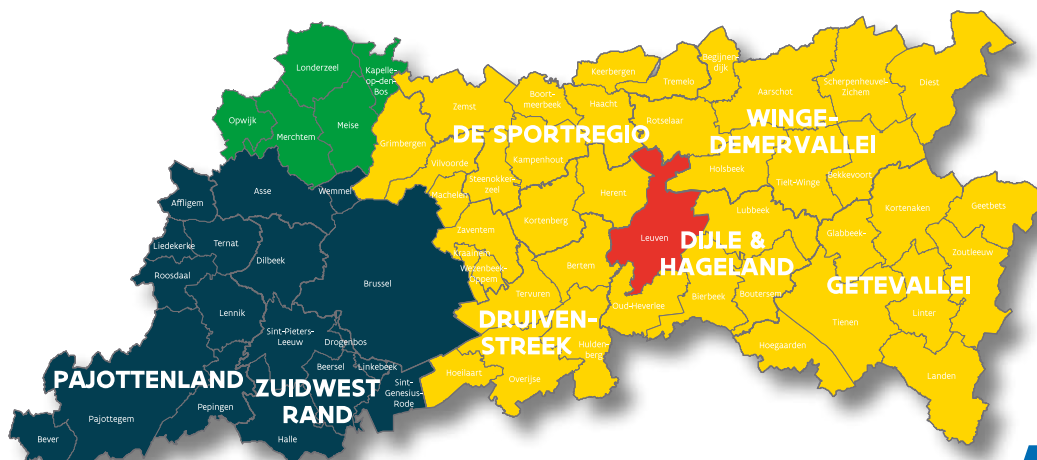 Londerzeel
Kapelle-
op-den-
Bos
Opwijk
Merchtem
Meise
Grimbergen
Zemst
Boort-
meerbeek
Keerbergen
Haacht
Tremelo
Begijnen-
dijk
Rotselaar
Aarschot
Scherpenheuvel-
Zichem
Diest
DE SPORTREGIO
WINGE-
DEMERVALLEI
Vilvoorde
Kampenhout
Steenokker-
zeel
Machelen
Herent
Holsbeek
Tielt-Winge
Bekkevoort
Affligem
Asse
Wemmel
Liedekerke
Ternat
Dilbeek
Roosdaal
Brussel
Zaventem
Kortenberg
Kraainem
Wezenbeek-
Oppem
Bertem
Leuven
Lubbeek
DIJLE &
HAGELAND
Glabbeek-
Kortenaken
Geetbets
Zoutleeuw
GETEVALLEI
Tervuren
Oud-Heverlee
Bierbeek
Boutersem
Linter
Tienen
Hoegaarden
Landen
DRUIVEN-
STREEK
Hulden-
berg
Hoeilaart
Overijse
Lennik
Sint-Pieters-
Leeuw
Drogenbos
Beersel
Linkebeek
Sint-
Genesius-
Rode
PAJOTTENLAND
ZUIDWEST
RAND
Pepingen
Pajottegem
Halle
Bever